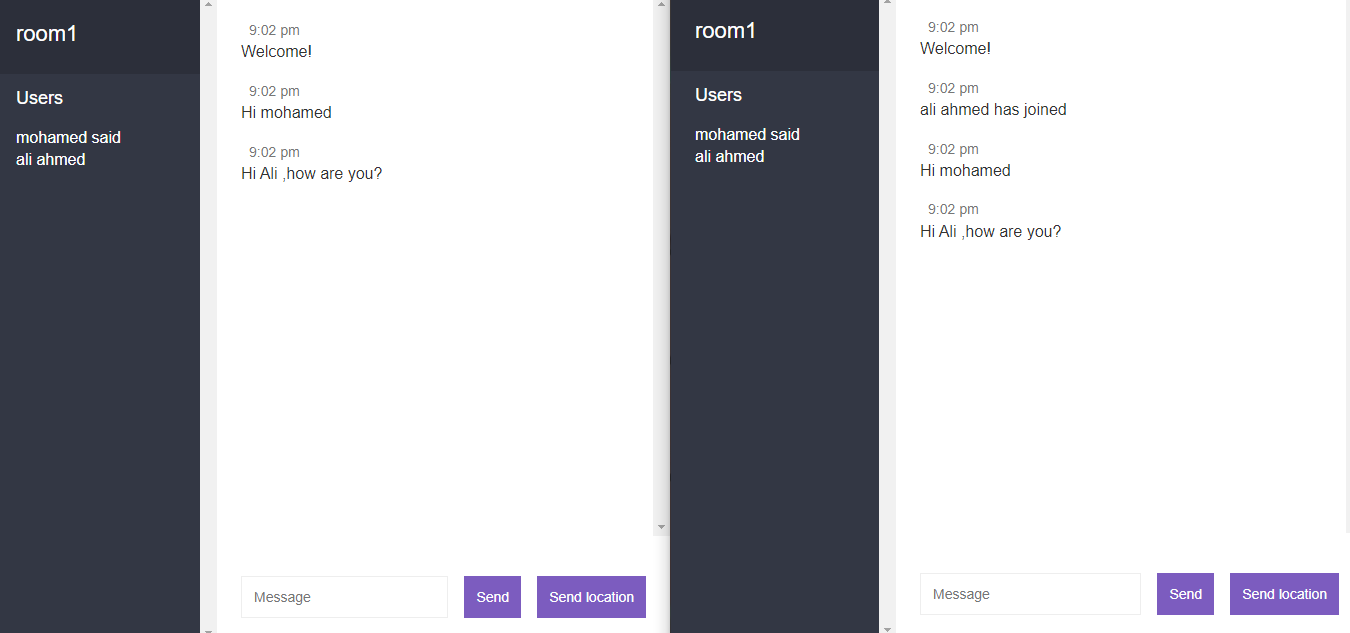 room1
Users
mohamed said
ali ahmed
9:02 pm
Welcome!
9:02 pm
Hi mohamed
9:02 pm
Hi Ali ,how are you?
Message
Send
Send location
room1
Users
mohamed said
ali ahmed
9:02 pm
Welcome!
9:02 pm
ali ahmed has joined
9:02 pm
Hi mohamed
9:02 pm
Hi Ali ,how are you?
Message
Send
Send location